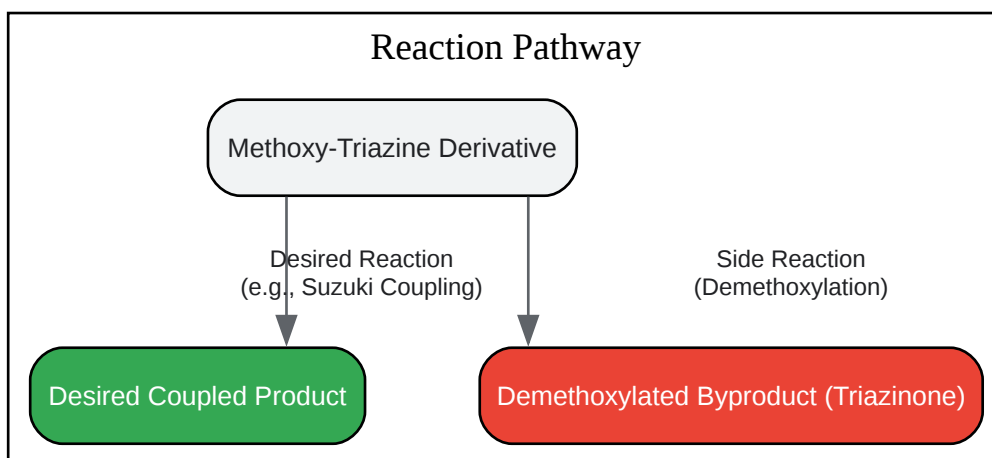 Reaction Pathway
Methoxy-Triazine Derivative
Desired Reaction
(e.g., Suzuki Coupling)
Side Reaction
(Demethoxylation)
Desired Coupled Product
Demethoxylated Byproduct (Triazinone)